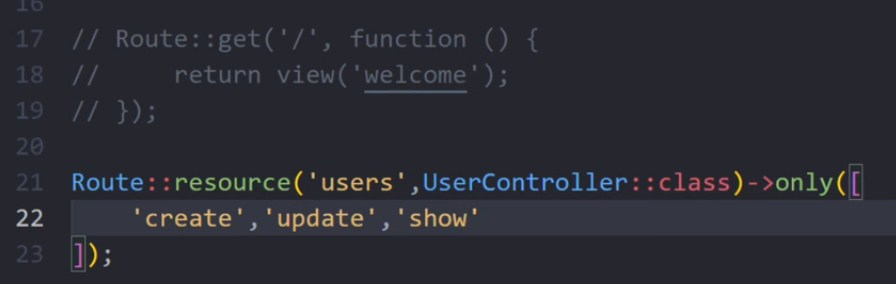 16
17 // Route::get('/', function () {
18 //     return view('welcome');
19 // });
20
21 Route::resource('users',UserController::class)->only([
22     'create','update','show'
23 ]);